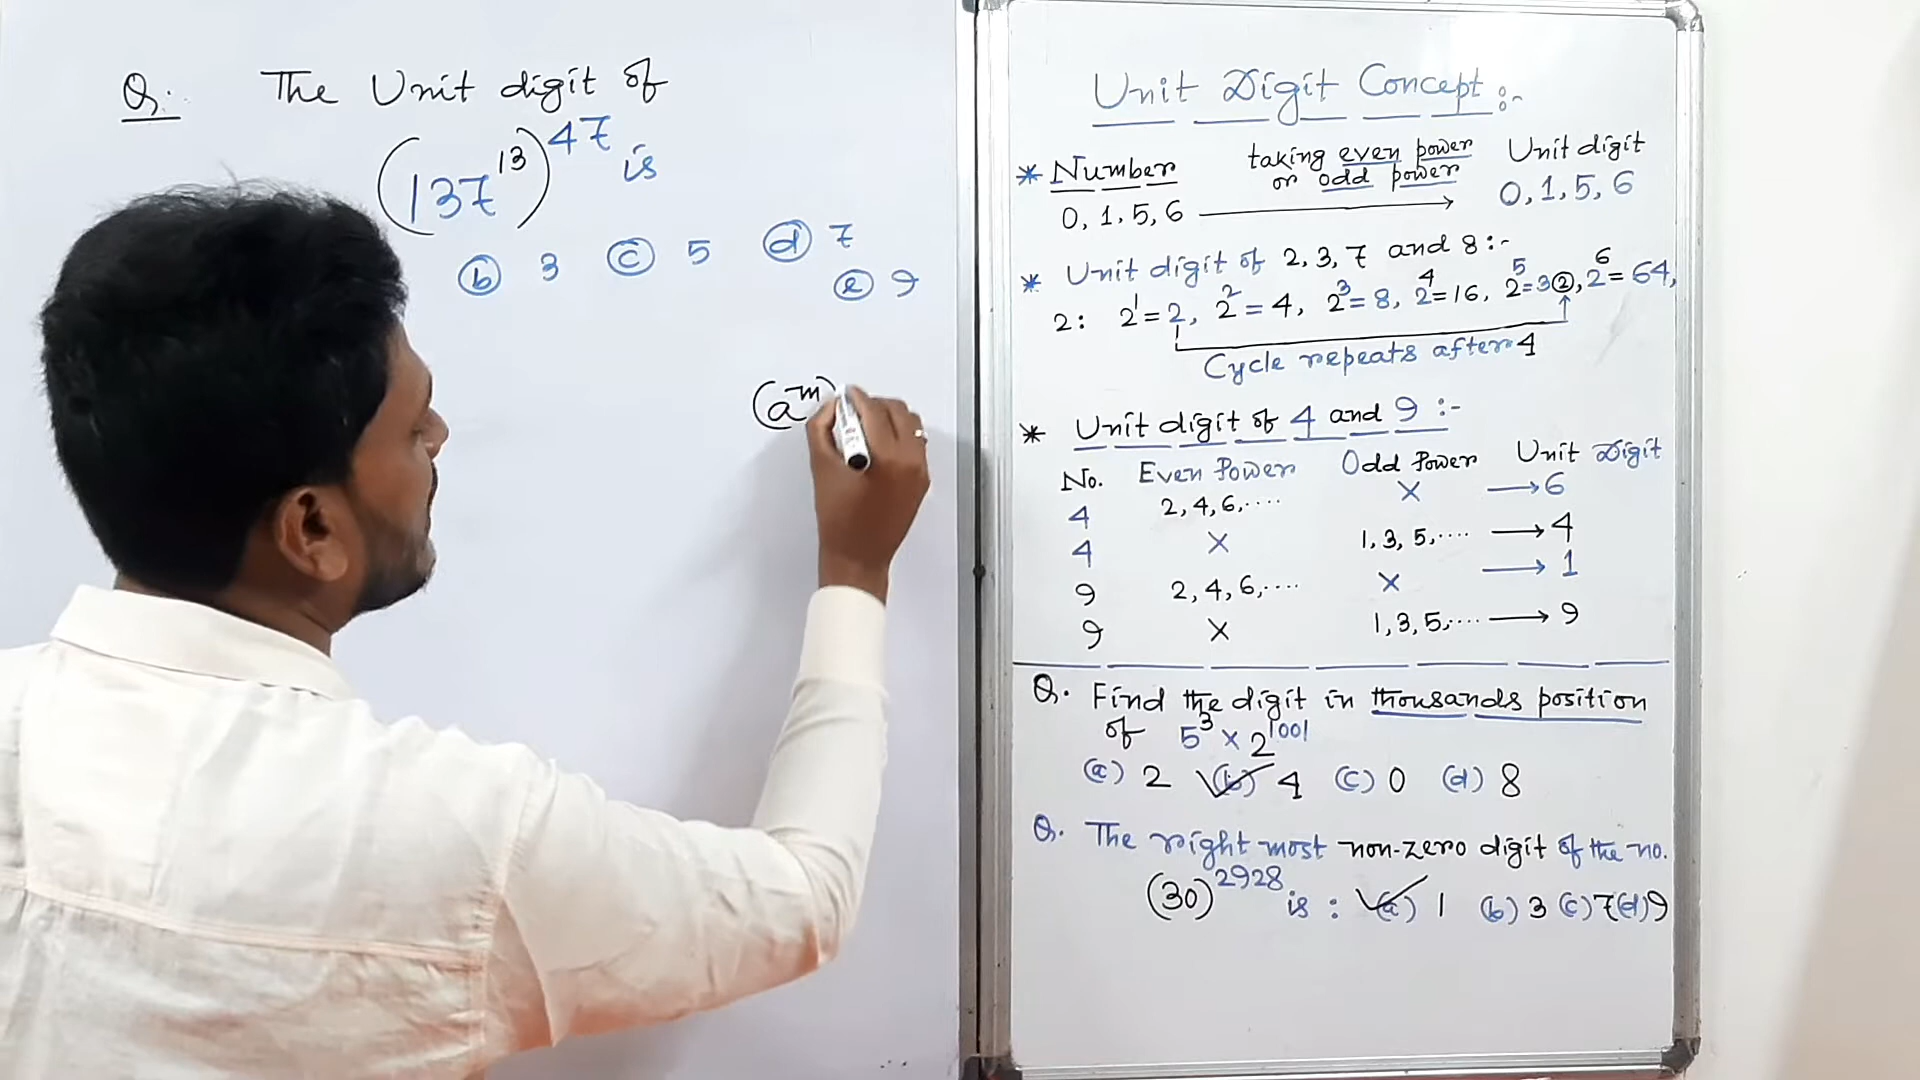 Q:- The Unit digit of
(137¹³)⁴⁷ is
ⓑ 3 ⓒ 5 ⓓ 7
ⓔ 9
(aᵐ)
Unit Digit Concept:-
* Number taking even power Unit digit
or odd power
0, 1, 5, 6 ⟶ 0, 1, 5, 6
* Unit digit of 2, 3, 7 and 8:-
2: 2¹ = 2, 2² = 4, 2³ = 8, 2⁴ = 16, 2⁵ = 3②, 2⁶ = 64,
Cycle repeats after 4
* Unit digit of 4 and 9 :-
No. Even Power Odd Power Unit Digit
4 2, 4, 6,.... × → 6
4 × 1, 3, 5,.... → 4
9 2, 4, 6,.... × → 1
9 × 1, 3, 5,.... → 9
Q. Find the digit in thousands position
of 5³ × 2¹⁰⁰¹
(a) 2 ✓(b) 4 (c) 0 (d) 8
Q. The right most non-zero digit of the no.
(30)²⁹²⁸ is : ✓(a) 1 (b) 3 (c) 7 (d) 9